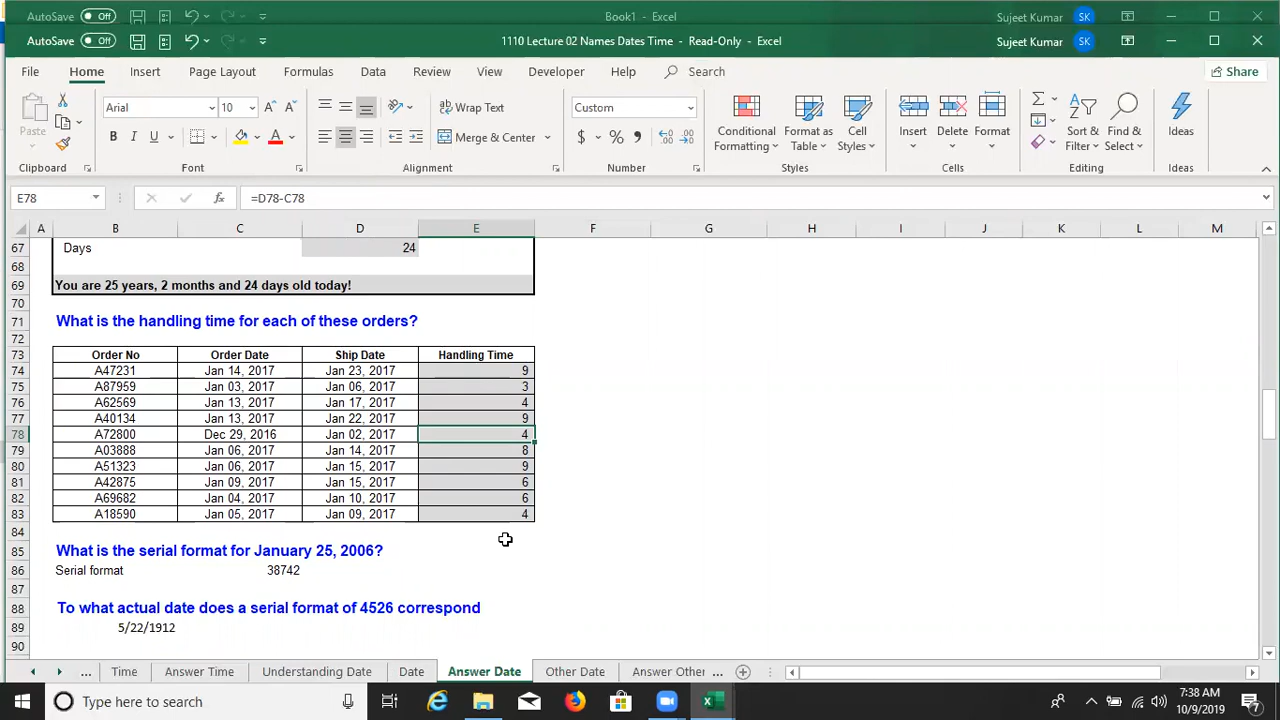 AutoSave Off Book1 - Excel Sujeet Kumar SK
AutoSave Off 1110 Lecture 02 Names Dates Time - Read-Only - Excel Sujeet Kumar SK
File Home Insert Page Layout Formulas Data Review View Developer Help Search Share
Paste Arial 10 A A Wrap Text Custom Conditional Formatting Format as Table Cell Styles Insert Delete Format Sort & Filter Find & Select Ideas
B I U A Merge & Center $ % ,
Clipboard Font Alignment Number Styles Cells Editing Ideas
E78 fx =D78-C78
A B C D E F G H I J K L M
67 Days 24
68
69 You are 25 years, 2 months and 24 days old today!
70
71 What is the handling time for each of these orders?
72
73 Order No Order Date Ship Date Handling Time
74 A47231 Jan 14, 2017 Jan 23, 2017 9
75 A87959 Jan 03, 2017 Jan 06, 2017 3
76 A62569 Jan 13, 2017 Jan 17, 2017 4
77 A40134 Jan 13, 2017 Jan 22, 2017 9
78 A72800 Dec 29, 2016 Jan 02, 2017 4
79 A03888 Jan 06, 2017 Jan 14, 2017 8
80 A51323 Jan 06, 2017 Jan 15, 2017 9
81 A42875 Jan 09, 2017 Jan 15, 2017 6
82 A69682 Jan 04, 2017 Jan 10, 2017 6
83 A18590 Jan 05, 2017 Jan 09, 2017 4
84
85 What is the serial format for January 25, 2006?
86 Serial format 38742
87
88 To what actual date does a serial format of 4526 correspond
89 5/22/1912
90
... Time Answer Time Understanding Date Date Answer Date Other Date Answer Other ...
Type here to search 7:38 AM
10/9/2019 7